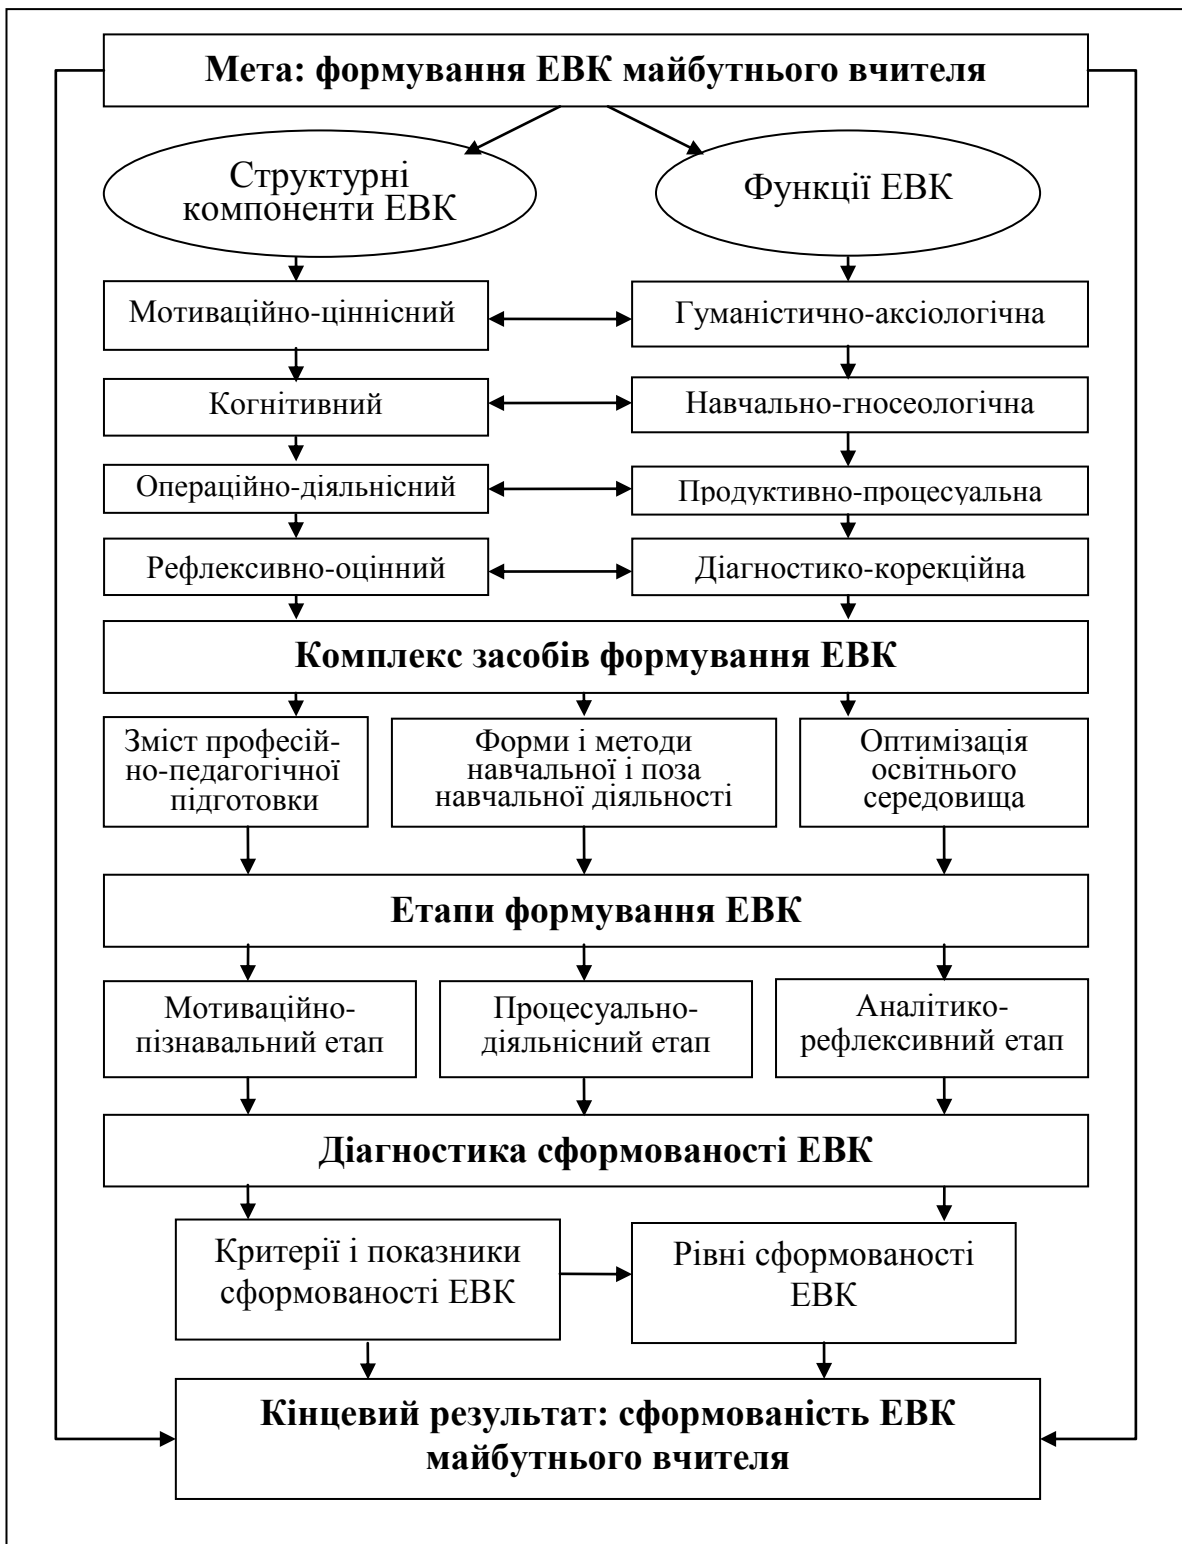 Мета: формування ЕВК майбутнього вчителя
Структурні
компоненти ЕВК
Функції ЕВК
Мотиваційно-ціннісний
Гуманістично-аксіологічна
Когнітивний
Навчально-гносеологічна
Операційно-діяльнісний
Продуктивно-процесуальна
Рефлексивно-оцінний
Діагностико-корекційна
Комплекс засобів формування ЕВК
Зміст професій-
но-педагогічної
підготовки
Форми і методи
навчальної і поза
навчальної діяльності
Оптимізація
освітнього
середовища
Етапи формування ЕВК
Мотиваційно-
пізнавальний етап
Процесуально-
діяльнісний етап
Аналітико-
рефлексивний етап
Діагностика сформованості ЕВК
Критерії і показники
сформованості ЕВК
Рівні сформованості
ЕВК
Кінцевий результат: сформованість ЕВК
майбутнього вчителя